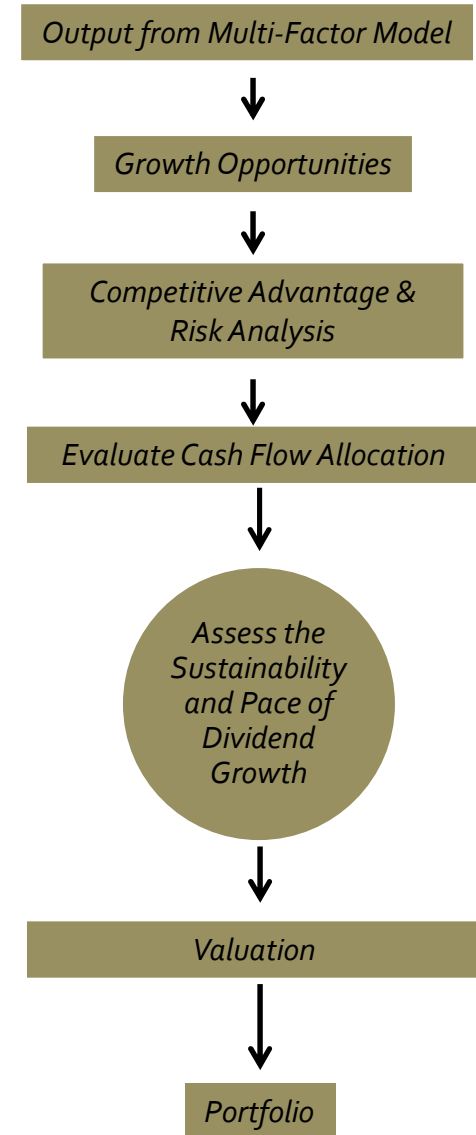 Output from Multi-Factor Model
Growth Opportunities
Competitive Advantage &
Risk Analysis
Evaluate Cash Flow Allocation
Assess the
Sustainability
and Pace of
Dividend
Growth
Valuation
Portfolio